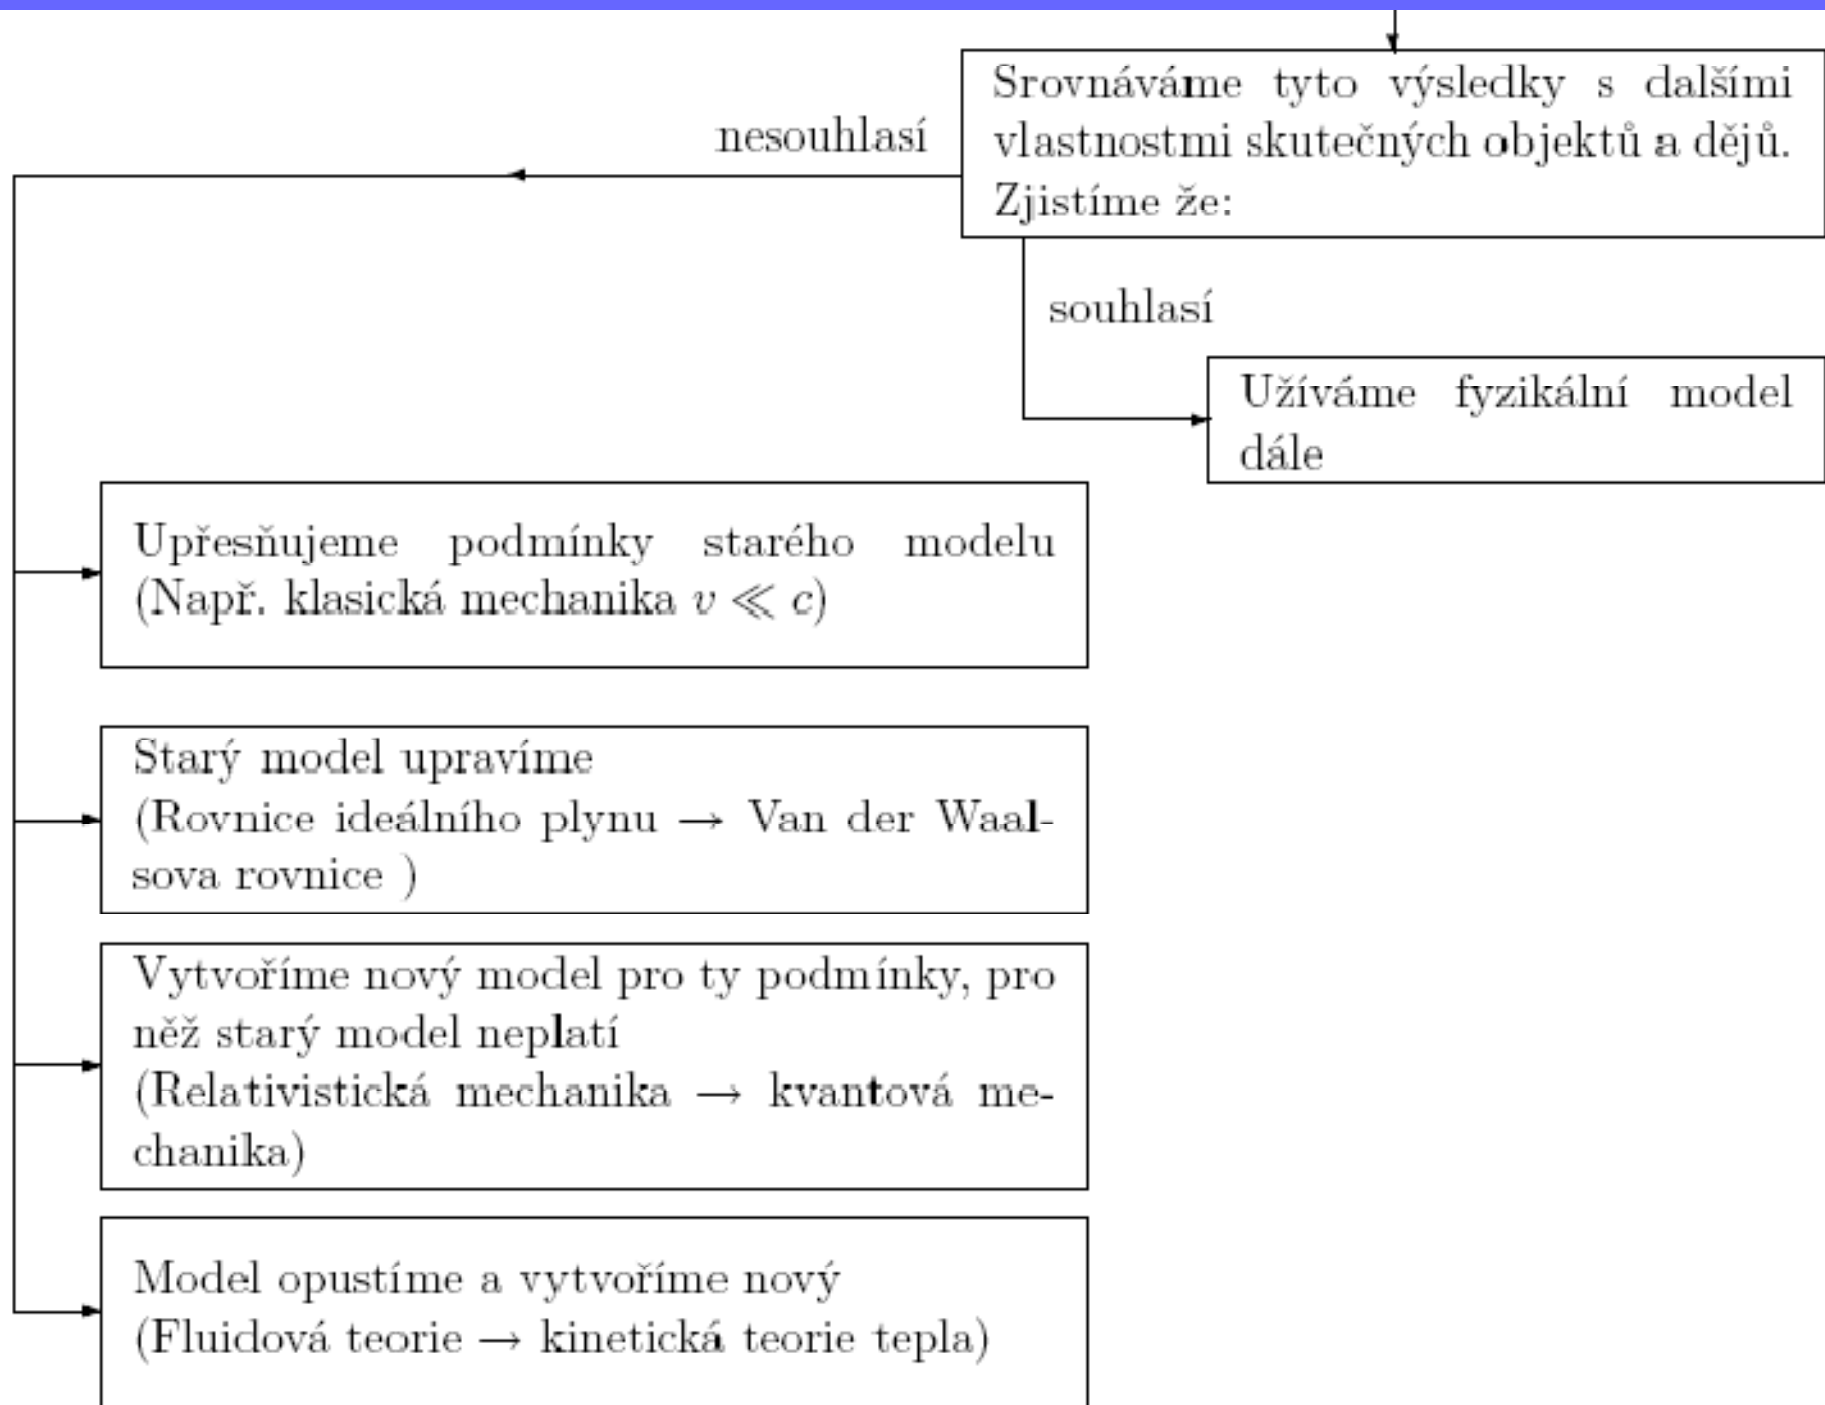 Srovnáváme tyto výsledky s dalšími
vlastnostmi skutečných objektů a dějů.
Zjistíme že:
nesouhlasí
souhlasí
Užíváme fyzikální model
dále
Upřesňujeme podmínky starého modelu
(Např. klasická mechanika v ≪ c)
Starý model upravíme
(Rovnice ideálního plynu → Van der Waal-
sova rovnice )
Vytvoříme nový model pro ty podmínky, pro
něž starý model neplatí
(Relativistická mechanika → kvantová me-
chanika)
Model opustíme a vytvoříme nový
(Fluidová teorie → kinetická teorie tepla)